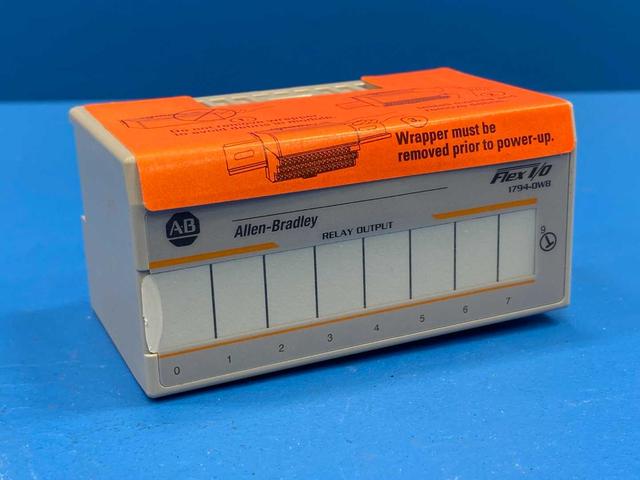 Wrapper must be
removed prior to power-up.
Flex I/O
1794-OW8
AB
Allen-Bradley
RELAY OUTPUT
9
0 1 2 3 4 5 6 7